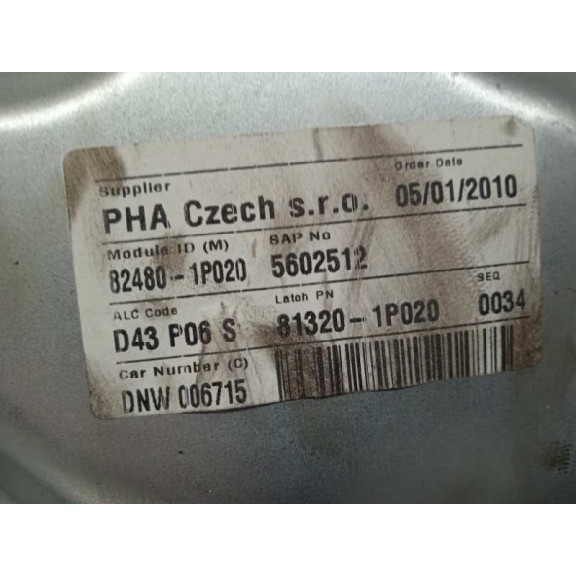 Supplier Order Date
PHA Czech s.r.o. 05/01/2010
Module ID (M) SAP No
82480-1P020 5602512
ALC Code Latch PN SEQ
D43 P06 S 81320-1P020 0034
Car Number (C)
DNW 006715